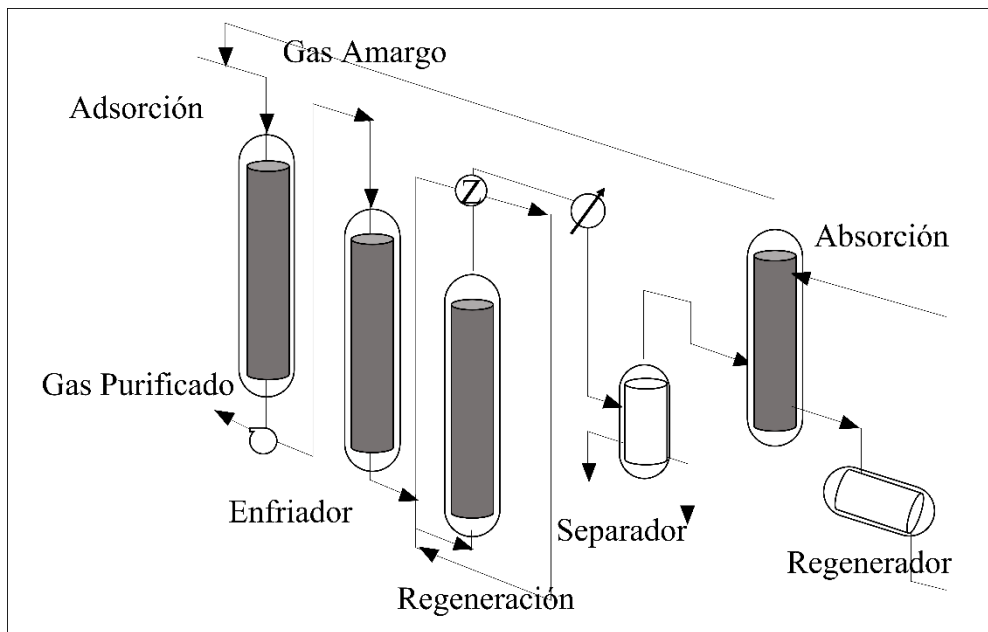 Gas Amargo
Adsorción
Z
Absorción
Gas Purificado
Enfriador
Separador
Regenerador
Regeneración